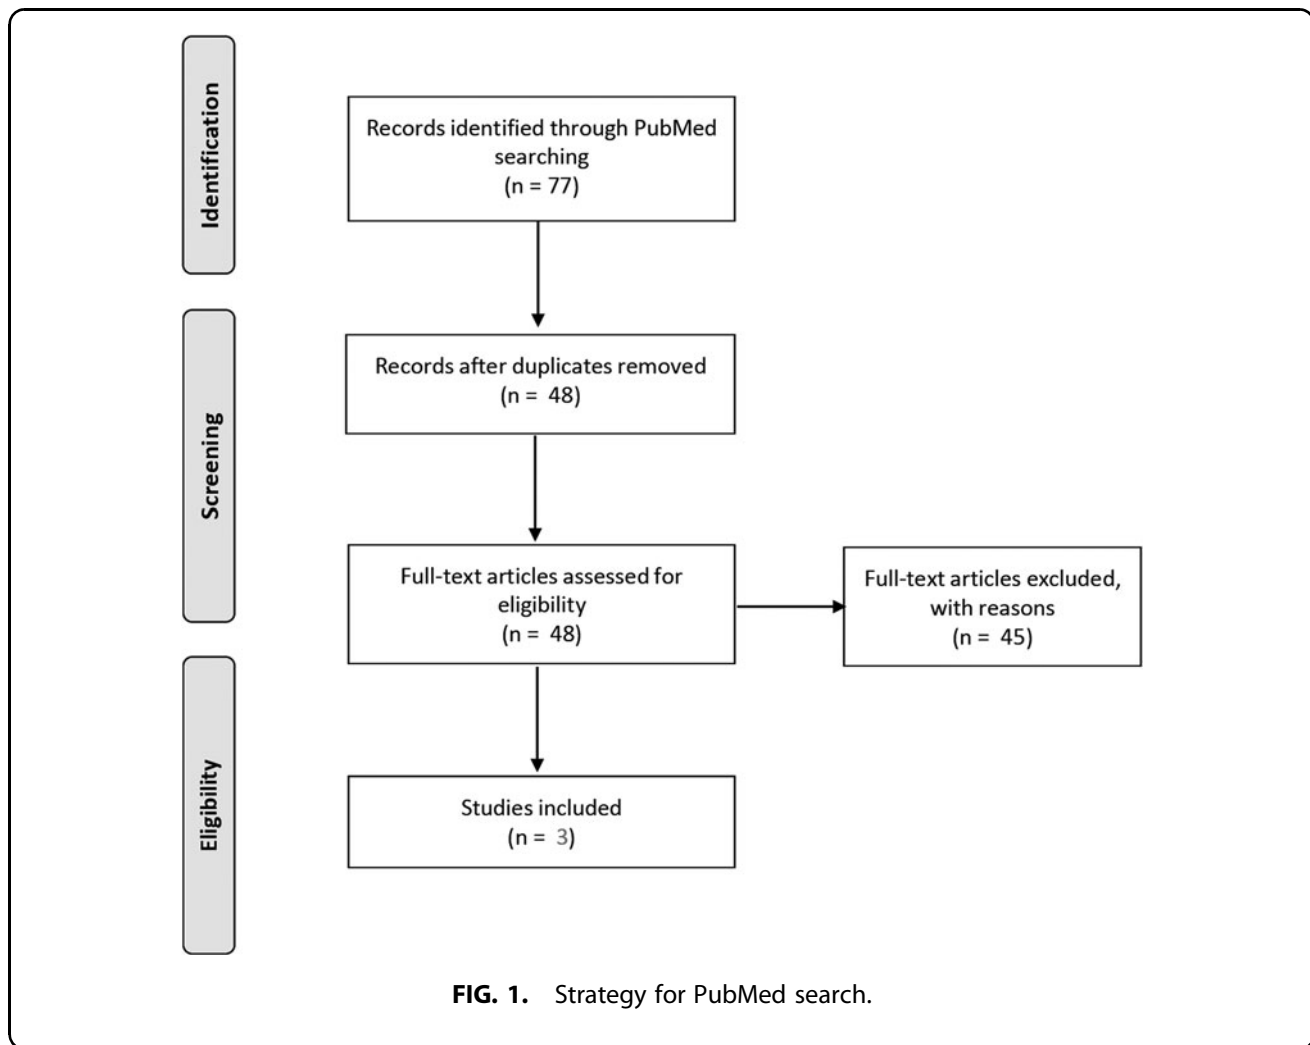 Identification
Records identified through PubMed
searching
(n = 77)
Screening
Records after duplicates removed
(n = 48)
Full-text articles assessed for
eligibility
(n = 48)
Full-text articles excluded,
with reasons
(n = 45)
Eligibility
Studies included
(n = 3)
FIG. 1. Strategy for PubMed search.